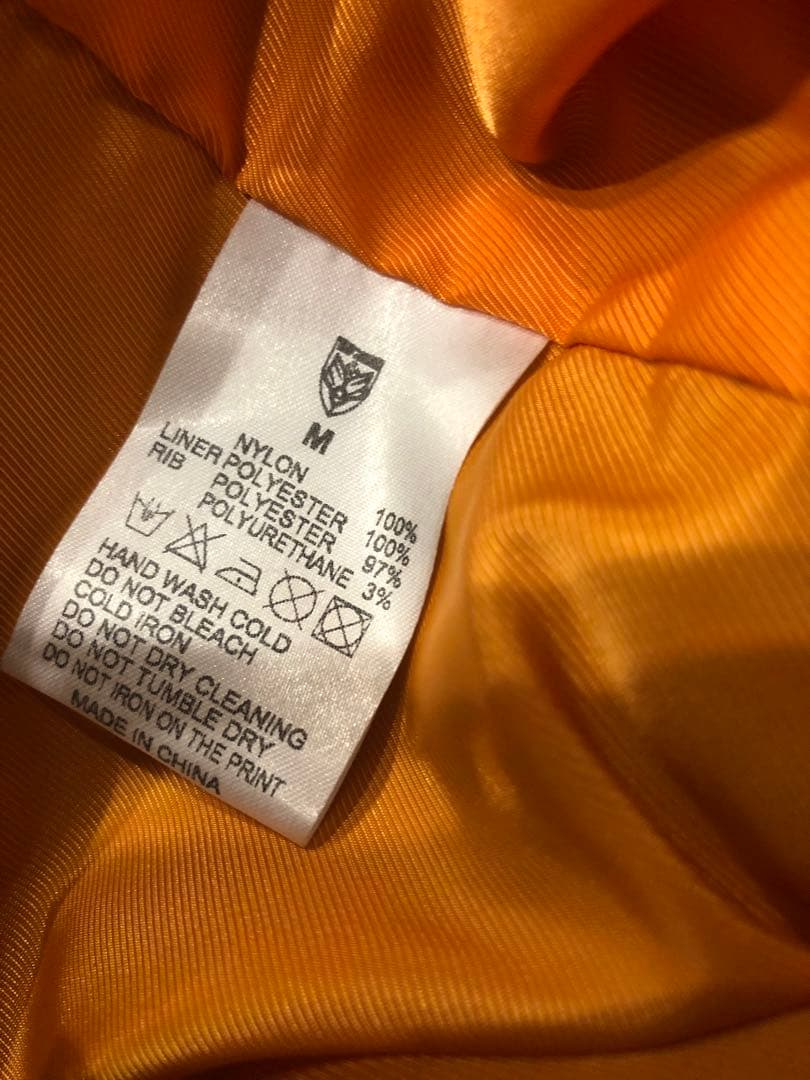 M
NYLON 100%
LINER POLYESTER 100%
RIB POLYESTER 97%
POLYURETHANE 3%
HAND WASH COLD
DO NOT BLEACH
COLD IRON
DO NOT DRY CLEANING
DO NOT TUMBLE DRY
DO NOT IRON ON THE PRINT
MADE IN CHINA